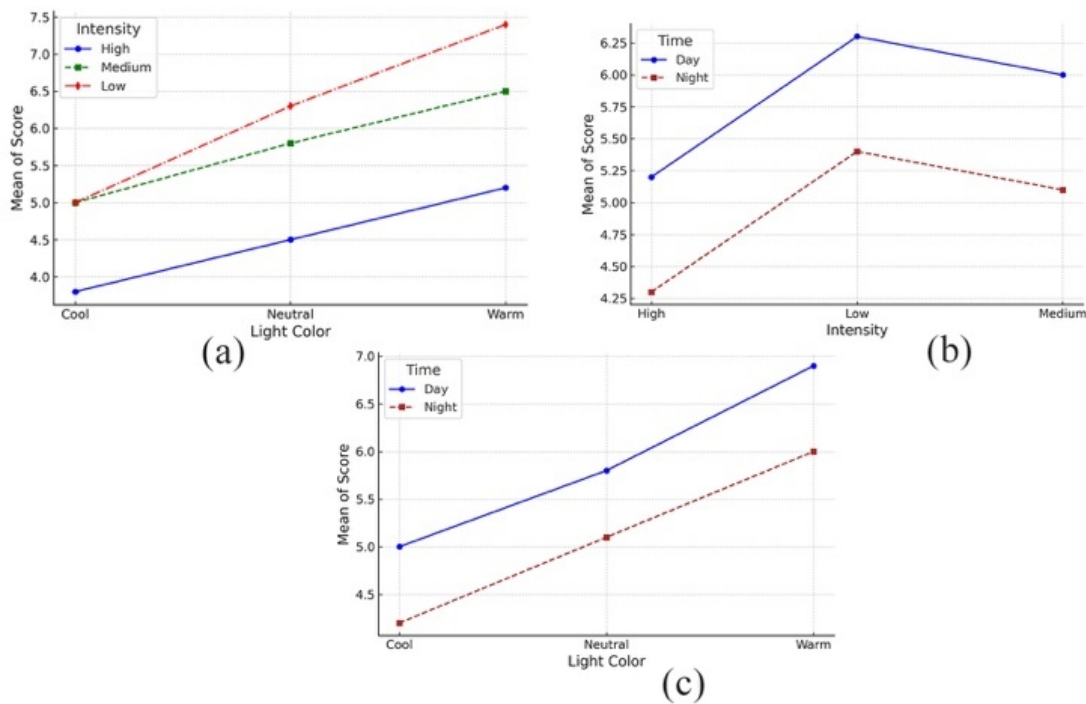 Intensity
High
Medium
Low
7.5
7.0
6.5
6.0
5.5
5.0
4.5
4.0
Mean of Score
Cool Neutral Warm
Light Color
(a)
Time
Day
Night
6.25
6.00
5.75
5.50
5.25
5.00
4.75
4.50
4.25
Mean of Score
High Low Medium
Intensity
(b)
Time
Day
Night
7.0
6.5
6.0
5.5
5.0
4.5
Mean of Score
Cool Neutral Warm
Light Color
(c)